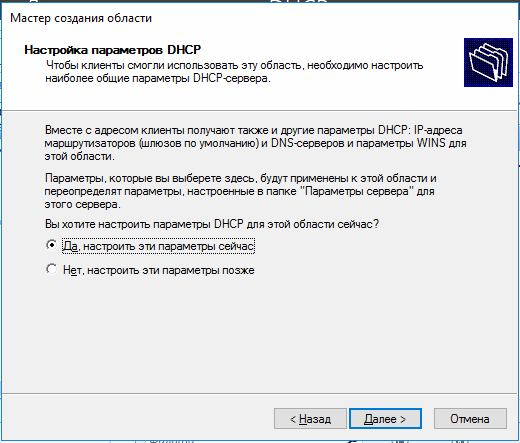 Мастер создания области
Настройка параметров DHCP
Чтобы клиенты смогли использовать эту область, необходимо настроить
наиболее общие параметры DHCP-сервера.
Вместе с адресом клиенты получают также и другие параметры DHCP: IP-адреса
маршрутизаторов (шлюзов по умолчанию) и DNS-серверов и параметры WINS для
этой области.
Параметры, которые вы выберете здесь, будут применены к этой области и
переопределят параметры, настроенные в папке "Параметры сервера" для
этого сервера.
Вы хотите настроить параметры DHCP для этой области сейчас?
Да, настроить эти параметры сейчас
Нет, настроить эти параметры позже
< Назад
Далее >
Отмена